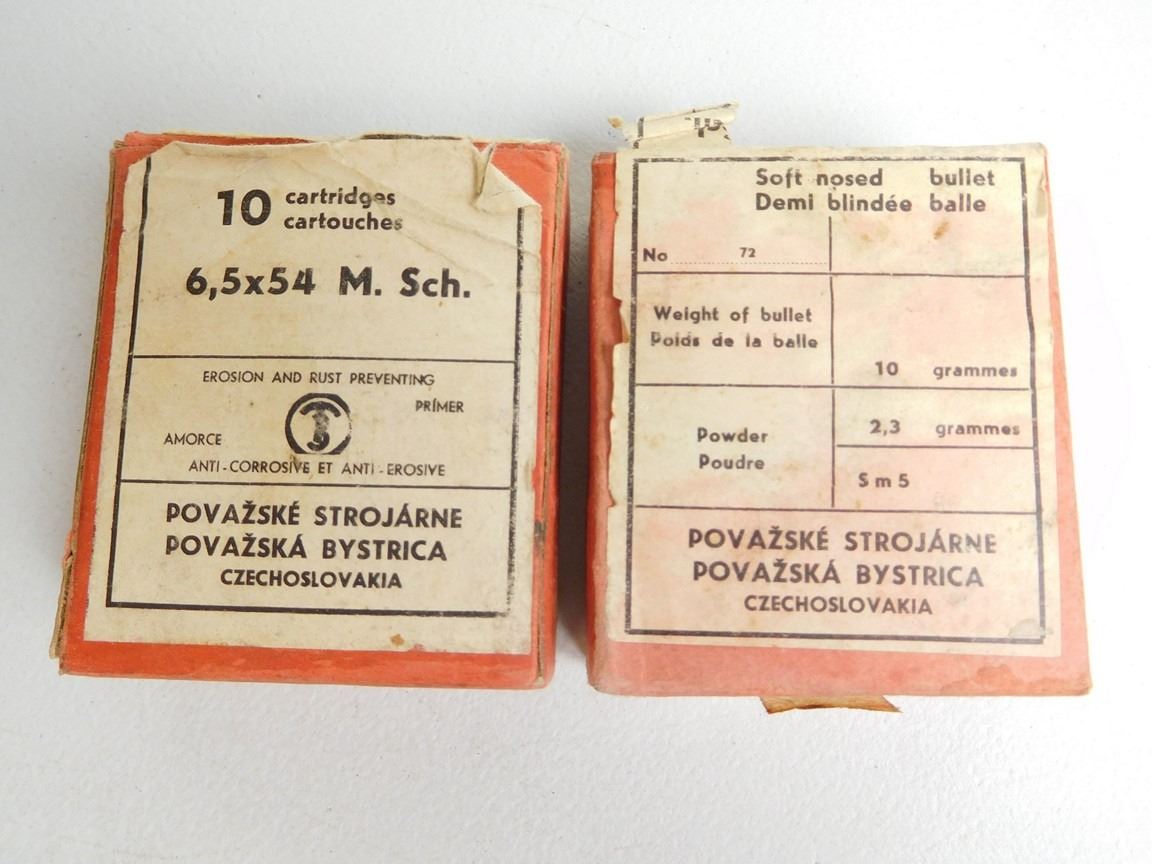 10 cartridges
cartouches
6,5x54 M. Sch.
EROSION AND RUST PREVENTING
PRÍMER
AMORCE
ANTI-CORROSIVE ET ANTI-EROSIVE
POVAŽSKÉ STROJÁRNE
POVAŽSKÁ BYSTRICA
CZECHOSLOVAKIA
Soft nosed bullet
Demi blindée balle
No 72
Weight of bullet
Poids de la balle
10 grammes
Powder
Poudre
2,3 grammes
Sm5
POVAŽSKÉ STROJÁRNE
POVAŽSKÁ BYSTRICA
CZECHOSLOVAKIA